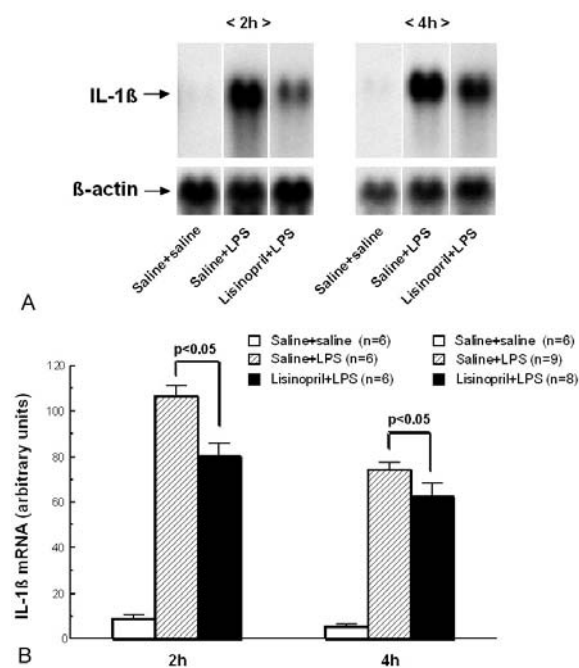 < 2h >
< 4h >
IL-1ß
ß-actin
Saline+saline
Saline+LPS
Lisinopril+LPS
Saline+saline
Saline+LPS
Lisinopril+LPS
A
Saline+saline (n=6)
Saline+LPS (n=6)
Lisinopril+LPS (n=6)
Saline+saline (n=6)
Saline+LPS (n=9)
Lisinopril+LPS (n=8)
p<0.05
p<0.05
IL-1ß mRNA (arbitrary units)
120
100
80
60
40
20
0
2h
4h
B